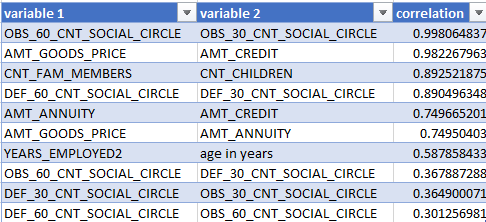 variable 1 variable 2 correlation
OBS_60_CNT_SOCIAL_CIRCLE OBS_30_CNT_SOCIAL_CIRCLE 0.998064837
AMT_GOODS_PRICE AMT_CREDIT 0.982267963
CNT_FAM_MEMBERS CNT_CHILDREN 0.892521875
DEF_60_CNT_SOCIAL_CIRCLE DEF_30_CNT_SOCIAL_CIRCLE 0.890496348
AMT_ANNUITY AMT_CREDIT 0.749665201
AMT_GOODS_PRICE AMT_ANNUITY 0.74950403
YEARS_EMPLOYED2 age in years 0.587858433
OBS_60_CNT_SOCIAL_CIRCLE DEF_30_CNT_SOCIAL_CIRCLE 0.367887288
DEF_30_CNT_SOCIAL_CIRCLE OBS_30_CNT_SOCIAL_CIRCLE 0.364900071
DEF_60_CNT_SOCIAL_CIRCLE OBS_30_CNT_SOCIAL_CIRCLE 0.301256981